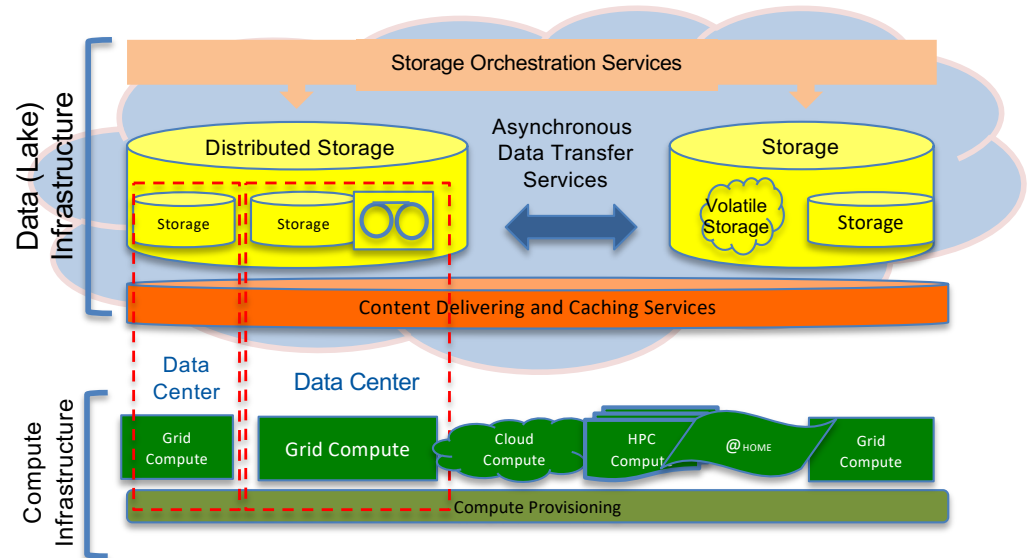 Data (Lake)
Infrastructure
Storage Orchestration Services
Distributed Storage
Storage
Storage
Asynchronous
Data Transfer
Services
Storage
Volatile
Storage
Storage
Content Delivering and Caching Services
Data
Center
Data Center
Compute
Infrastructure
Grid
Compute
Grid Compute
Cloud
Compute
HPC
Comput
@HOME
Grid
Compute
Compute Provisioning